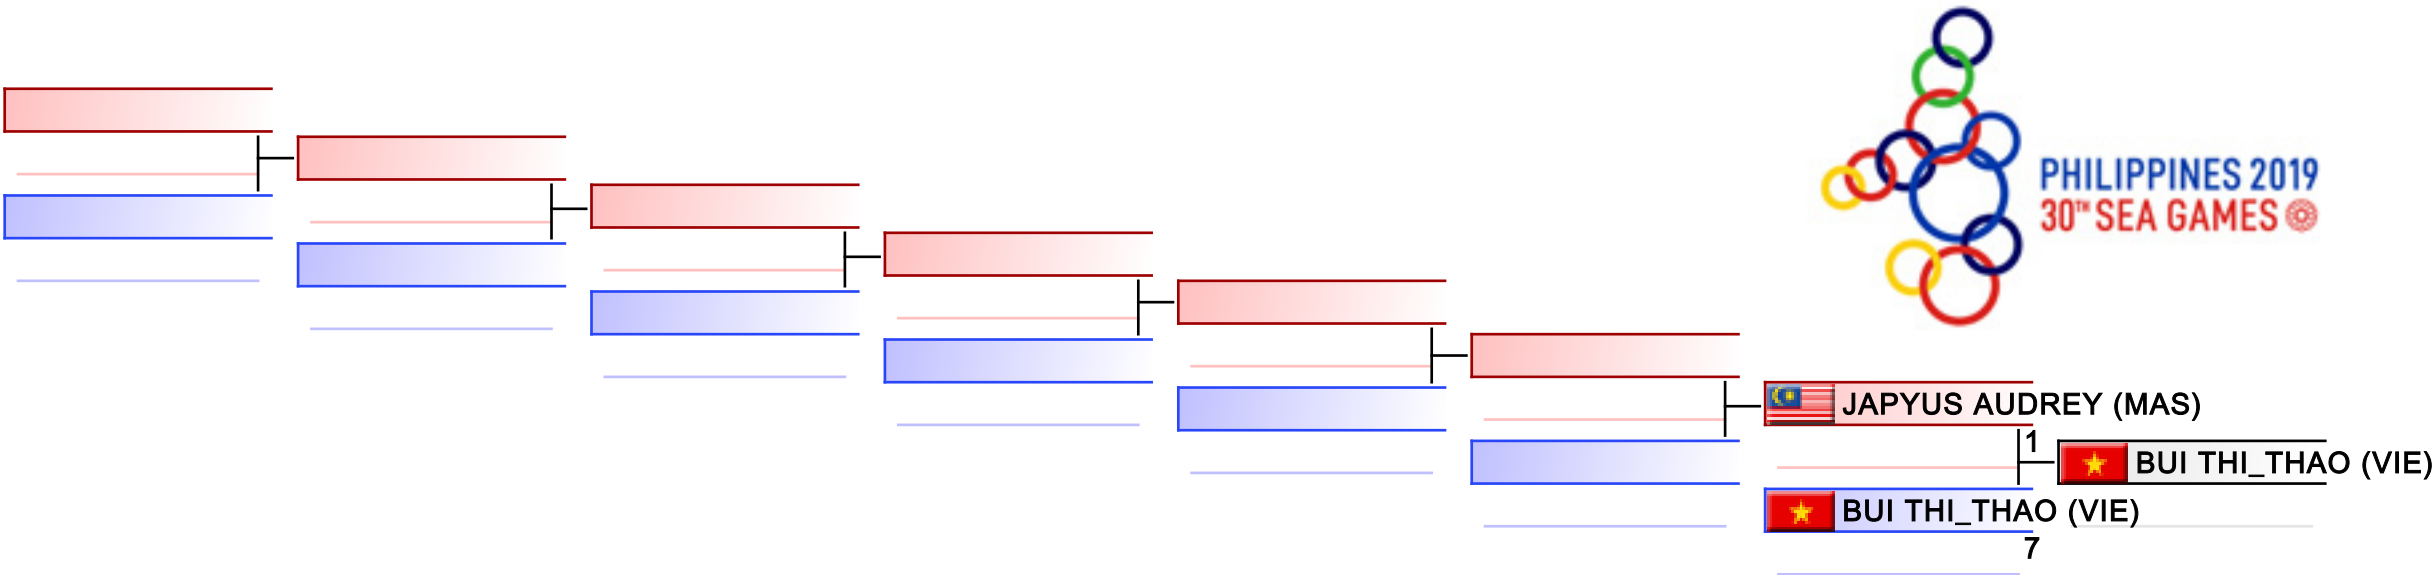 PHILIPPINES 2019
30TH SEA GAMES
JAPYUS AUDREY (MAS)
1
BUI THI_THAO (VIE)
BUI THI_THAO (VIE)
7